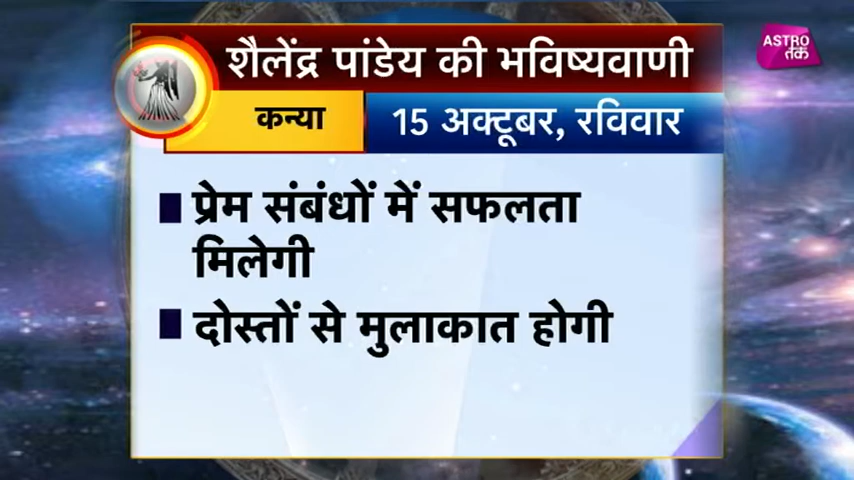 शैलेंद्र पांडेय की भविष्यवाणी
ASTRO
तक
कन्या
15 अक्टूबर, रविवार
प्रेम संबंधों में सफलता
मिलेगी
दोस्तों से मुलाकात होगी